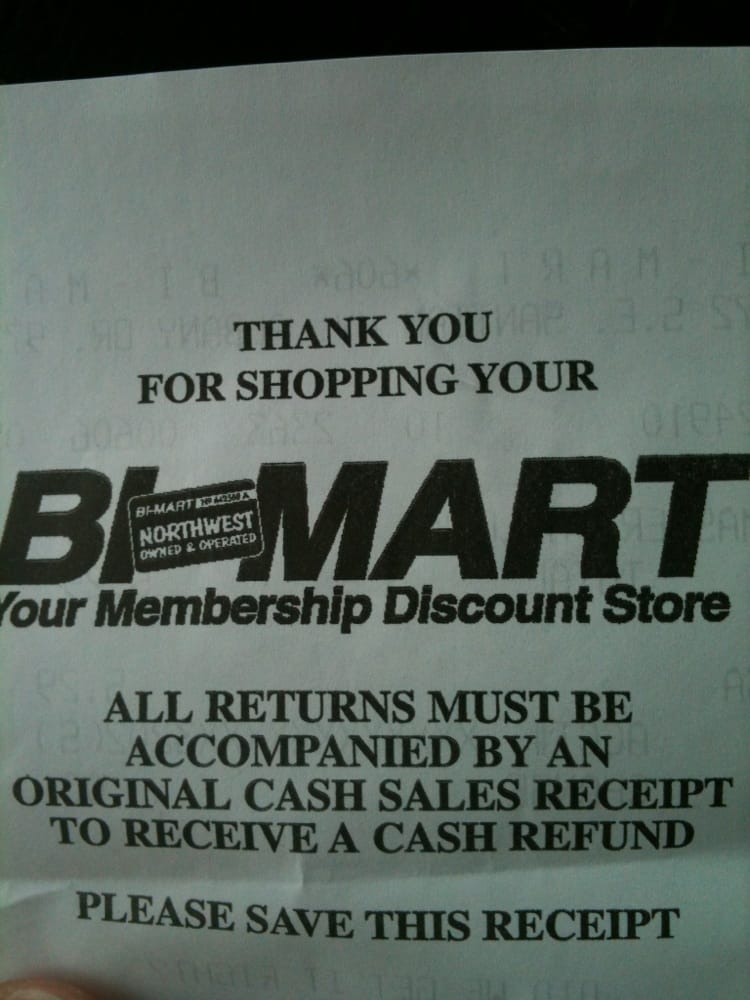 THANK YOU
FOR SHOPPING YOUR
BI-MART
BI-MART
NORTHWEST
OWNED & OPERATED
Your Membership Discount Store
ALL RETURNS MUST BE
ACCOMPANIED BY AN
ORIGINAL CASH SALES RECEIPT
TO RECEIVE A CASH REFUND
PLEASE SAVE THIS RECEIPT